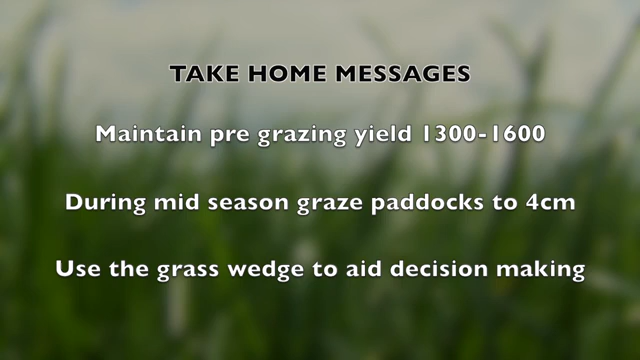 TAKE HOME MESSAGES
Maintain pre grazing yield 1300-1600
During mid season graze paddocks to 4cm
Use the grass wedge to aid decision making